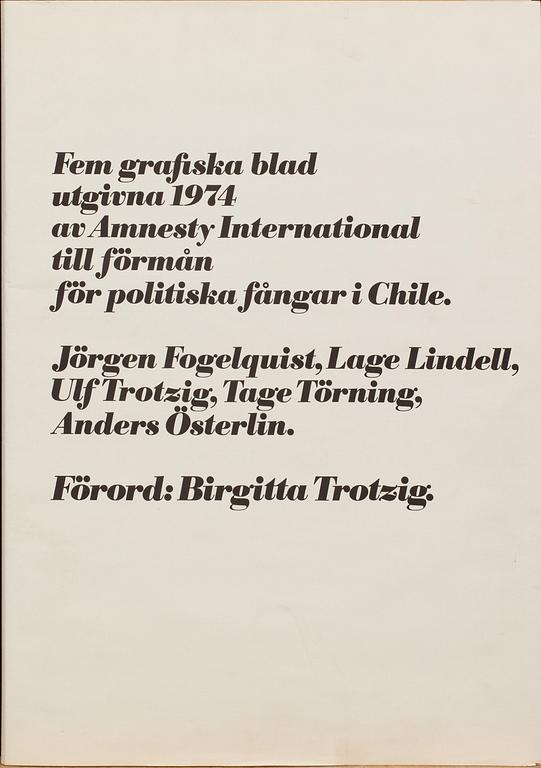 Fem grafiska blad
utgivna 1974
av Amnesty International
till förmån
för politiska fångar i Chile.
Jörgen Fogelquist, Lage Lindell,
Ulf Trotzig, Tage Törning,
Anders Österlin.
Förord: Birgitta Trotzig.